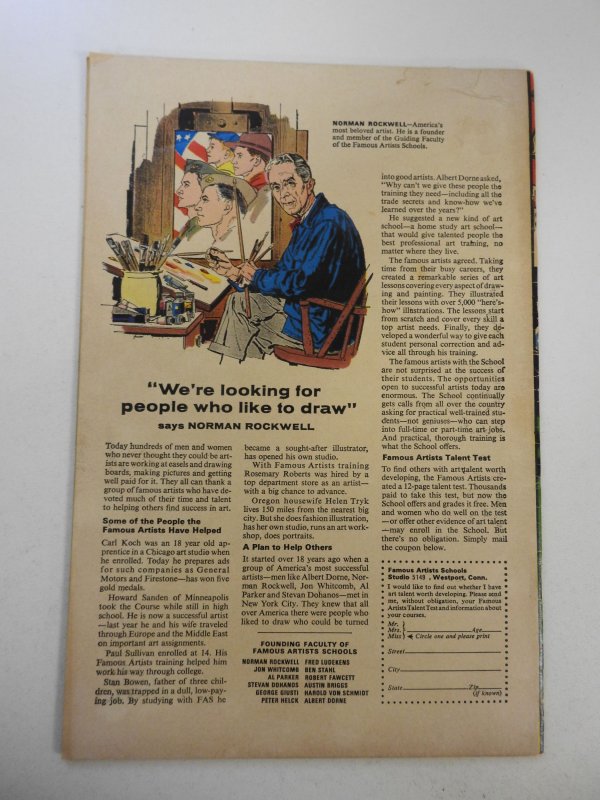 NORMAN ROCKWELL—America's
most beloved artist. He is a founder
and member of the Guiding Faculty
of the Famous Artists Schools.
"We're looking for
people who like to draw"
says NORMAN ROCKWELL
Today hundreds of men and women
who never thought they could be art-
ists are working at easels and drawing
boards, making pictures and getting
well paid for it. They all can thank a
group of famous artists who have de-
voted much of their time and talent
to helping others find success in art.
Some of the People the
Famous Artists Have Helped
Carl Koch was an 18 year old ap-
prentice in a Chicago art studio when
he enrolled. Today he prepares ads
for such companies as General
Motors and Firestone—has won five
gold medals.
Howard Sanden of Minneapolis
took the Course while still in high
school. He is now a successful artist
—last year he and his wife traveled
through Europe and the Middle East
on important art assignments.
Paul Sullivan enrolled at 14. His
Famous Artists training helped him
work his way through college.
Stan Bowen, father of three chil-
dren, was trapped in a dull, low-pay-
ing job. By studying with FAS he
became a sought-after illustrator,
has opened his own studio.
With Famous Artists training
Rosemary Roberts was hired by a
top department store as an artist—
with a big chance to advance.
Oregon housewife Helen Tryk
lives 150 miles from the nearest big
city. But she does fashion illustration,
has her own studio, runs an art work-
shop, does portraits.
A Plan to Help Others
It started over 18 years ago when a
group of America's most successful
artists—men like Albert Dorne, Nor-
man Rockwell, Jon Whitcomb, Al
Parker and Stevan Dohanos—met in
New York City. They knew that all
over America there were people who
liked to draw who could be turned
FOUNDING FACULTY OF
FAMOUS ARTISTS SCHOOLS
NORMAN ROCKWELL FRED LUDEKENS
JON WHITCOMB BEN STAHL
AL PARKER ROBERT FAWCETT
STEVAN DOHANOS AUSTIN BRIGGS
GEORGE GIUSTI HAROLD VON SCHMIDT
PETER HELCK ALBERT DORNE
into good artists. Albert Dorne asked,
"Why can't we give these people the
training they need—including all the
trade secrets and know-how we've
learned over the years?"
He suggested a new kind of art
school—a home study art school—
that would give talented people the
best professional art training, no
matter where they live.
The famous artists agreed. Taking
time from their busy careers, they
created a remarkable series of art
lessons covering every aspect of draw-
ing and painting. They illustrated
their lessons with over 5,000 "here's-
how" illustrations. The lessons start
from scratch and cover every skill a
top artist needs. Finally, they de-
veloped a wonderful way to give each
student personal correction and ad-
vice all through his training.
The famous artists with the School
are not surprised at the success of
their students. The opportunities
open to successful artists today are
enormous. The School continually
gets calls from all over the country
asking for practical well-trained stu-
dents—not geniuses—who can step
into full-time or part-time art jobs.
And practical, thorough training is
what the School offers.
Famous Artists Talent Test
To find others with art talent worth
developing, the Famous Artists cre-
ated a 12-page talent test. Thousands
paid to take this test, but now the
School offers and grades it free. Men
and women who do well on the test
—or offer other evidence of art talent
—may enroll in the School. But
there's no obligation. Simply mail
the coupon below.
Famous Artists Schools
Studio 5149 , Westport, Conn.
I would like to find out whether I have
art talent worth developing. Please send
me, without obligation, your Famous
Artists Talent Test and information about
your courses.
Mr.
Mrs. Age
Miss Circle one and please print
Street
City
State Zip
(if known)